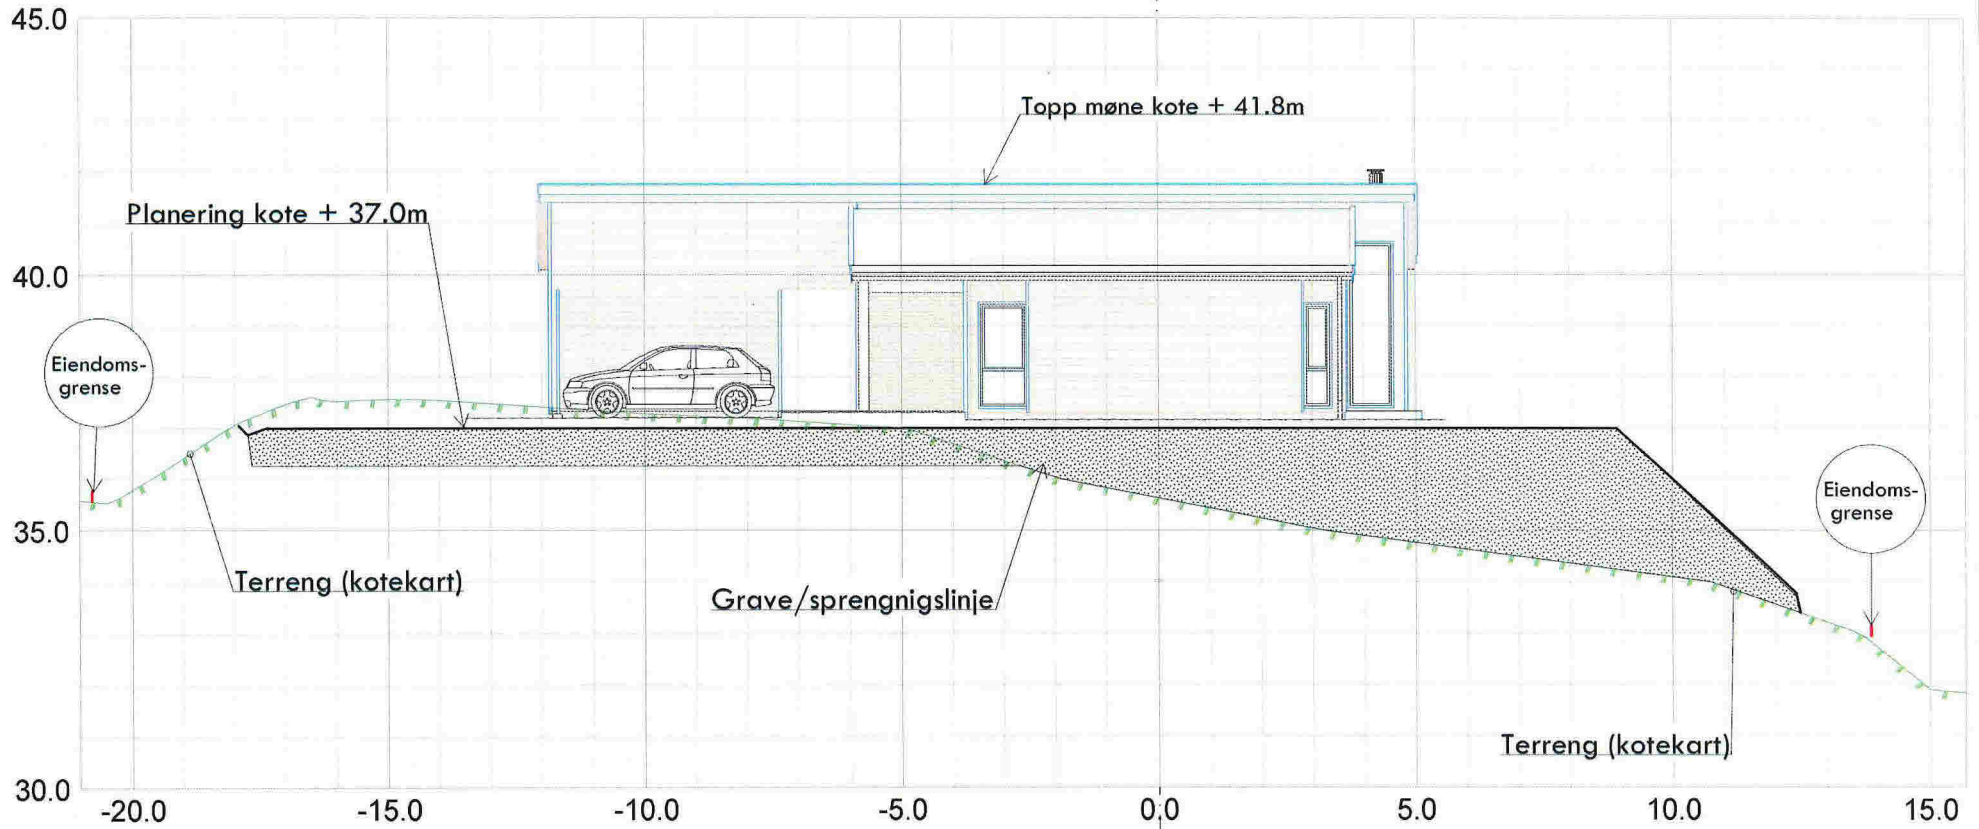 45.0
Topp møne kote + 41.8m
Planering kote + 37.0m
40.0
Eiendoms-
grense
Eiendoms-
grense
35.0
Terreng (kotekart)
Grave/sprengnigslinje
Terreng (kotekart)
30.0
-20.0 -15.0 -10.0 -5.0 0.0 5.0 10.0 15.0